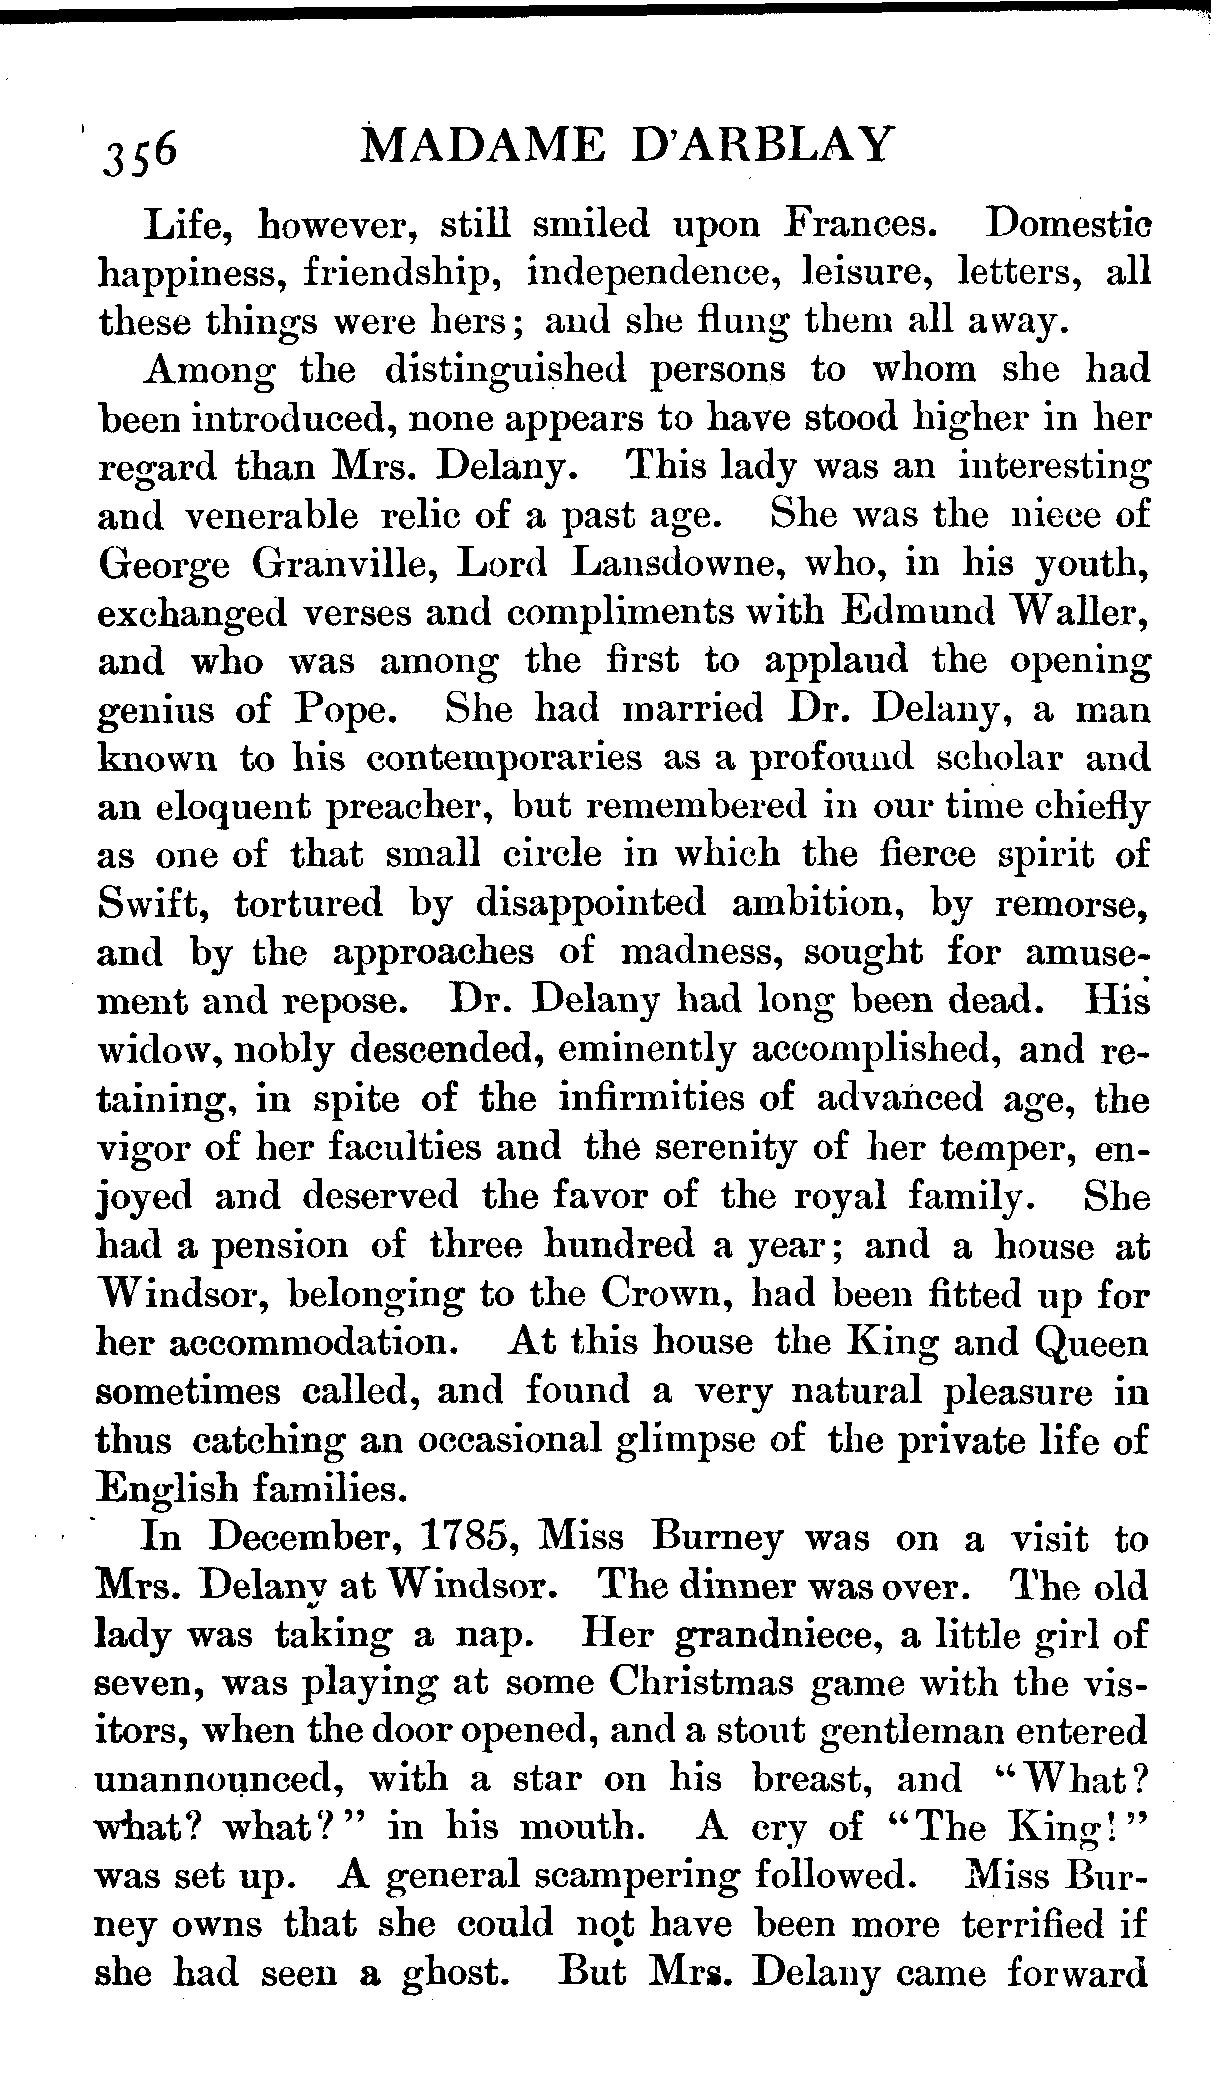 356 MADAME D'ARBLAY
Life, however, still smiled upon Frances. Domestic
happiness, friendship, independence, leisure, letters, all
these things were hers; and she flung them all away.
Among the distinguished persons to whom she had
been introduced, none appears to have stood higher in her
regard than Mrs. Delany. This lady was an interesting
and venerable relic of a past age. She was the niece of
George Granville, Lord Lansdowne, who, in his youth,
exchanged verses and compliments with Edmund Waller,
and who was among the first to applaud the opening
genius of Pope. She had married Dr. Delany, a man
known to his contemporaries as a profound scholar and
an eloquent preacher, but remembered in our time chiefly
as one of that small circle in which the fierce spirit of
Swift, tortured by disappointed ambition, by remorse,
and by the approaches of madness, sought for amuse-
ment and repose. Dr. Delany had long been dead. His
widow, nobly descended, eminently accomplished, and re-
taining, in spite of the infirmities of advanced age, the
vigor of her faculties and the serenity of her temper, en-
joyed and deserved the favor of the royal family. She
had a pension of three hundred a year; and a house at
Windsor, belonging to the Crown, had been fitted up for
her accommodation. At this house the King and Queen
sometimes called, and found a very natural pleasure in
thus catching an occasional glimpse of the private life of
English families.
In December, 1785, Miss Burney was on a visit to
Mrs. Delany at Windsor. The dinner was over. The old
lady was taking a nap. Her grandniece, a little girl of
seven, was playing at some Christmas game with the vis-
itors, when the door opened, and a stout gentleman entered
unannounced, with a star on his breast, and "What?
what? what?" in his mouth. A cry of "The King!"
was set up. A general scampering followed. Miss Bur-
ney owns that she could not have been more terrified if
she had seen a ghost. But Mrs. Delany came forward